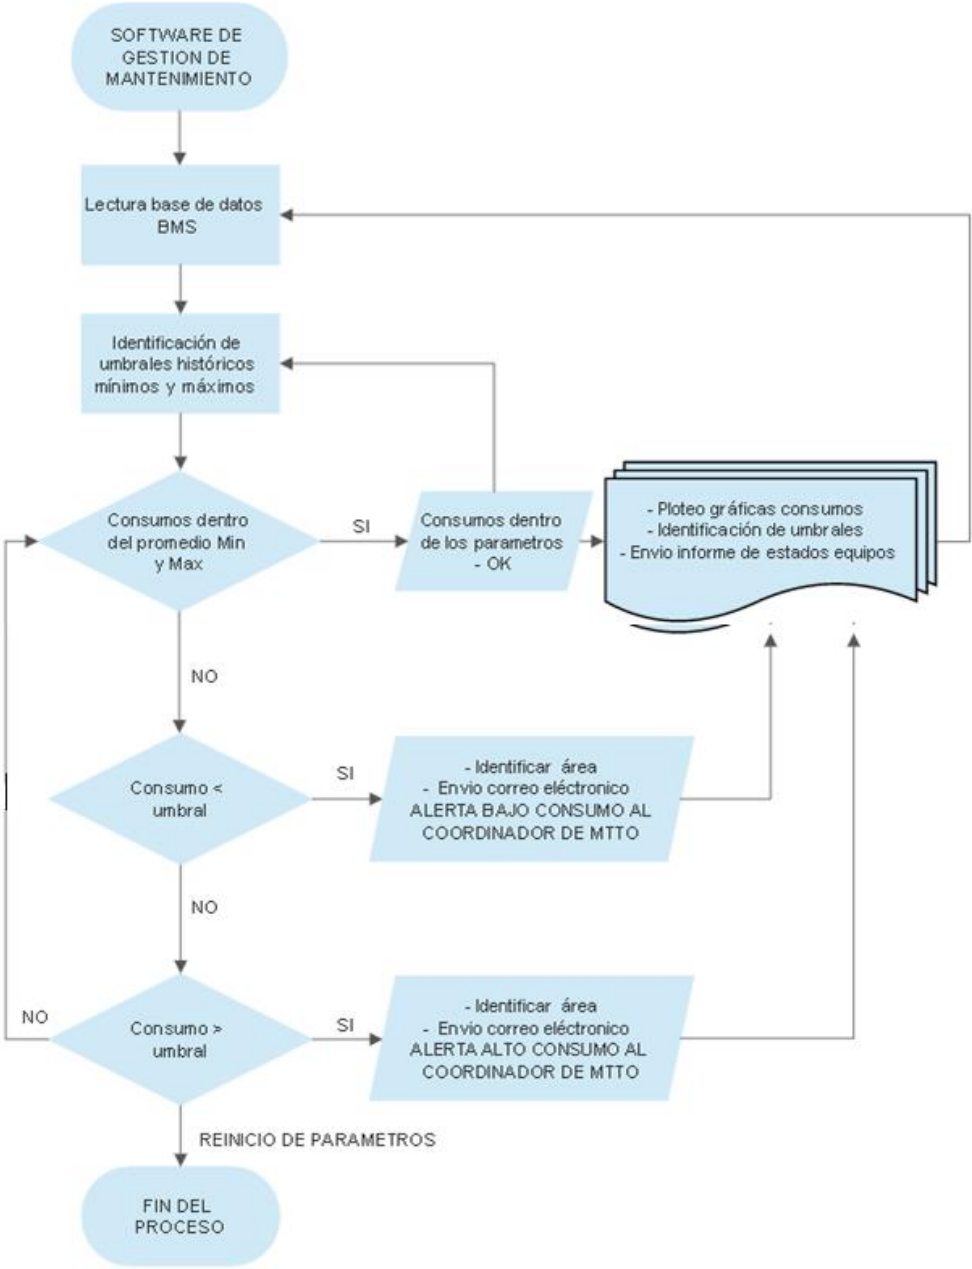 SOFTWARE DE
GESTION DE
MANTENIMIENTO
Lectura base de datos
BMS
Identificación de
umbrales históricos
mínimos y máximos
Consumos dentro
del promedio Min
y Max
SI
Consumos dentro
de los parametros
- OK
- Ploteo gráficas consumos
- Identificación de umbrales
- Envio informe de estados equipos
NO
Consumo <
umbral
SI
- Identificar área
- Envio correo eléctronico
ALERTA BAJO CONSUMO AL
COORDINADOR DE MTTO
NO
NO
Consumo >
umbral
SI
- Identificar área
- Envio correo eléctronico
ALERTA ALTO CONSUMO AL
COORDINADOR DE MTTO
REINICIO DE PARAMETROS
FIN DEL
PROCESO